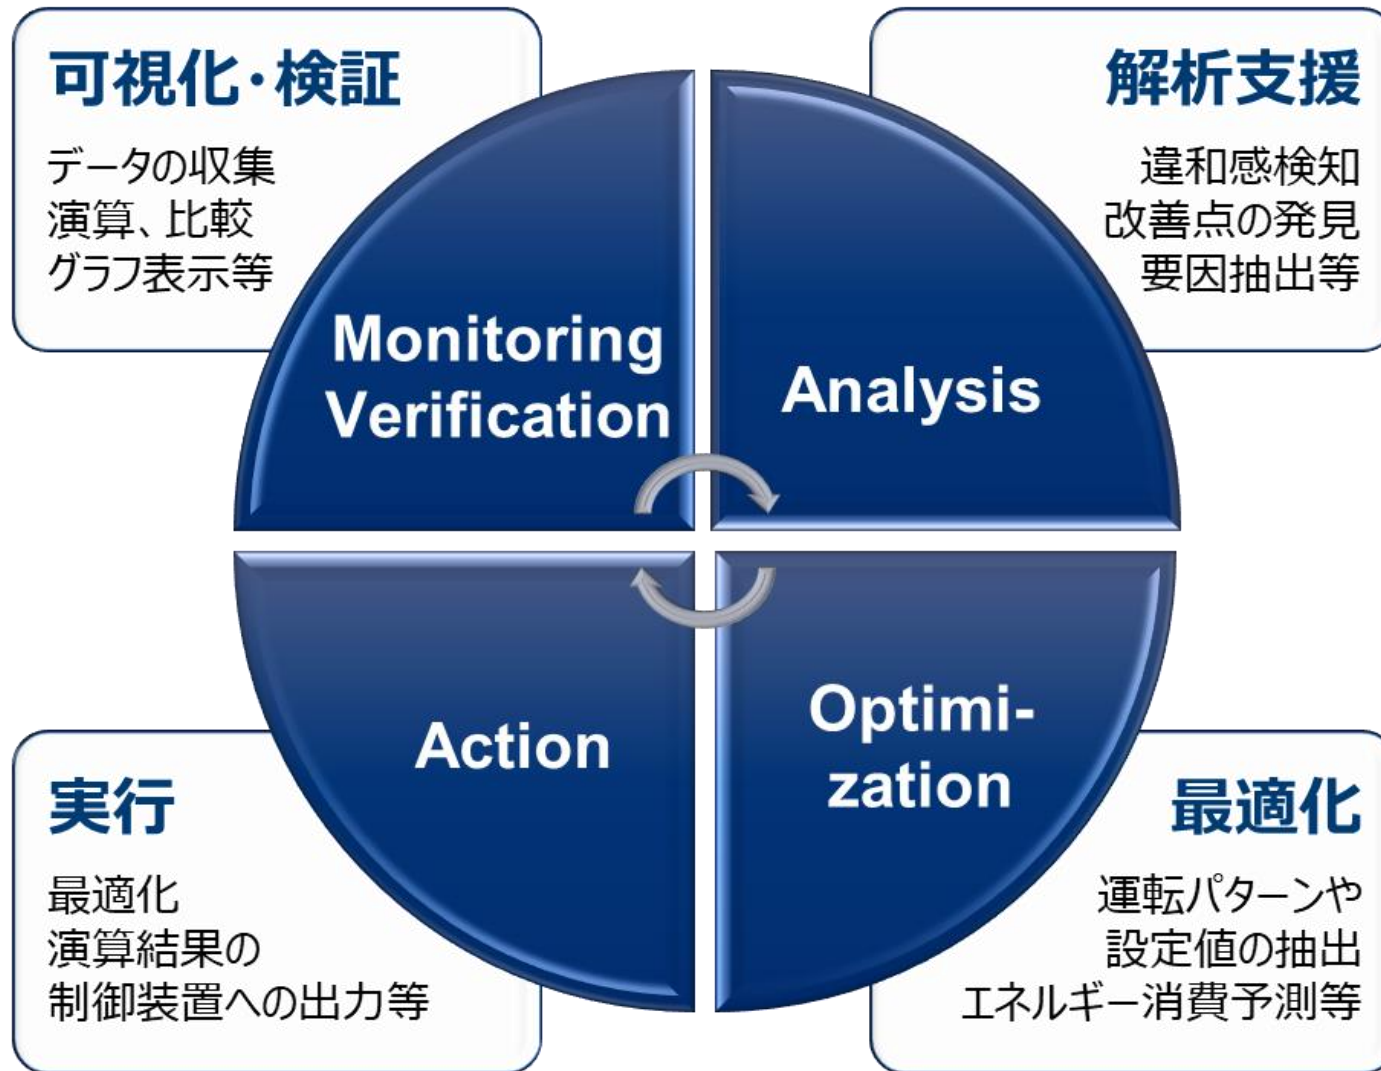 可視化・検証
データの収集
演算、比較
グラフ表示等
解析支援
違和感検知
改善点の発見
要因抽出等
Monitoring
Verification
Analysis
Action
Optimi-
zation
実行
最適化
演算結果の
制御装置への出力等
最適化
運転パターンや
設定値の抽出
エネルギー消費予測等